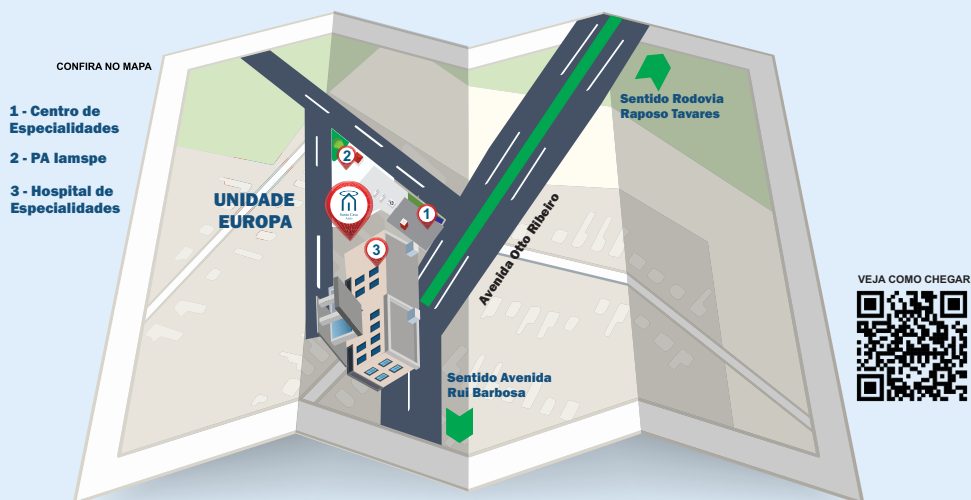 CONFIRA NO MAPA
1 - Centro de
Especialidades
2 - PA Iamspe
3 - Hospital de
Especialidades
UNIDADE
EUROPA
2
1
3
Sentido Rodovia
Raposo Tavares
Avenida Otto Ribeiro
Sentido Avenida
Rui Barbosa
VEJA COMO CHEGAR